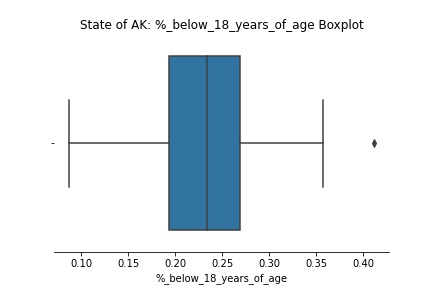 State of AK: %_below_18_years_of_age Boxplot
-
0.10 0.15 0.20 0.25 0.30 0.35 0.40
%_below_18_years_of_age